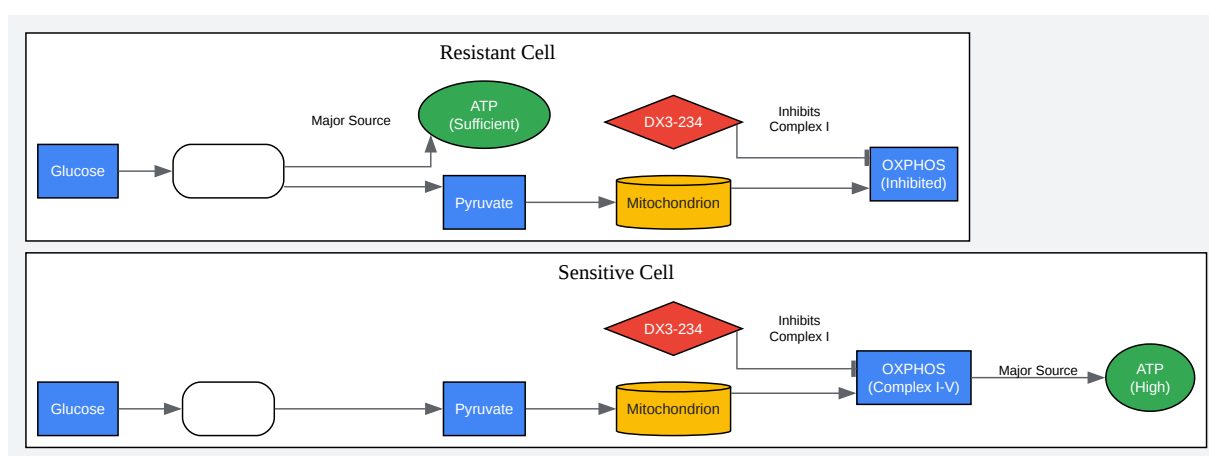 Resistant Cell
Glucose
Major Source
ATP
(Sufficient)
Pyruvate
DX3-234
Mitochondrion
Inhibits
Complex I
OXPHOS
(Inhibited)
Sensitive Cell
Glucose
Pyruvate
DX3-234
Mitochondrion
Inhibits
Complex I
OXPHOS
(Complex I-V)
Major Source
ATP
(High)